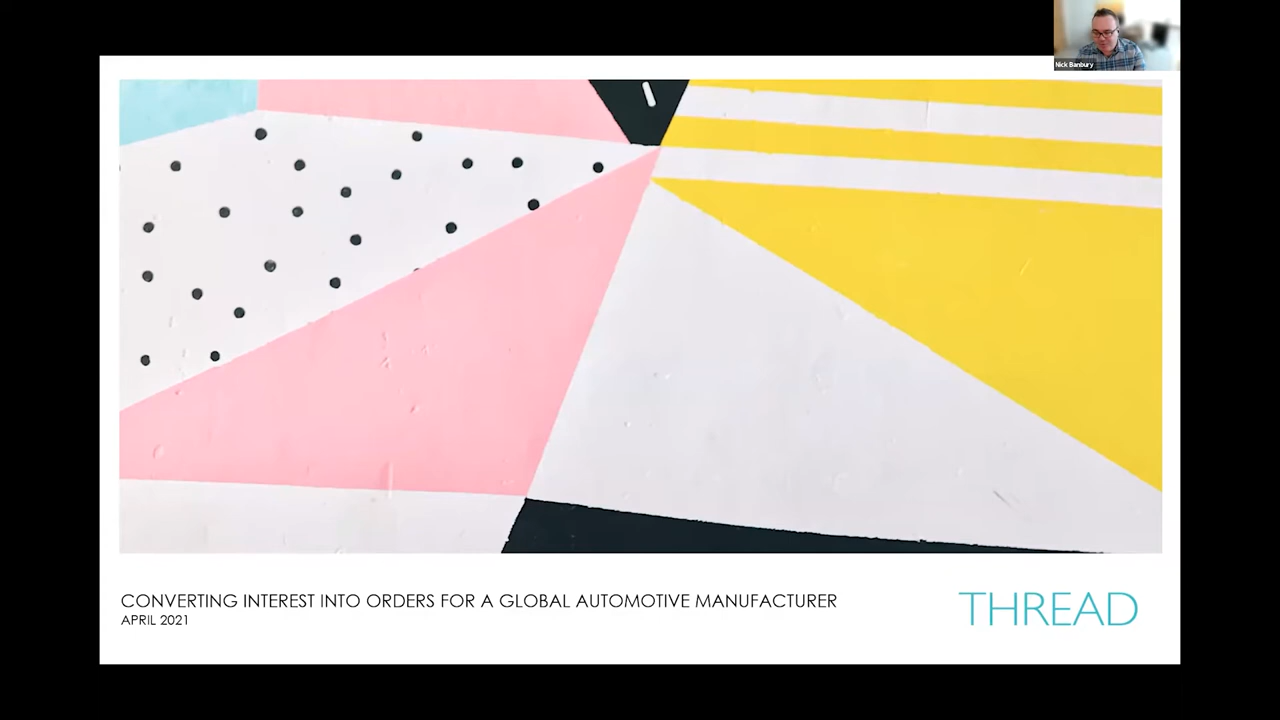 Nick Banbury
CONVERTING INTEREST INTO ORDERS FOR A GLOBAL AUTOMOTIVE MANUFACTURER
APRIL 2021
THREAD